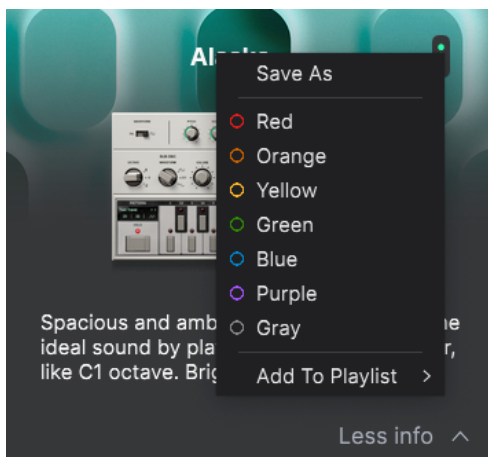 Save As
Red
Orange
Yellow
Green
Blue
Purple
Gray
Add To Playlist
Spacious and amb
ideal sound by pla
like C1 octave. Brig
Less info